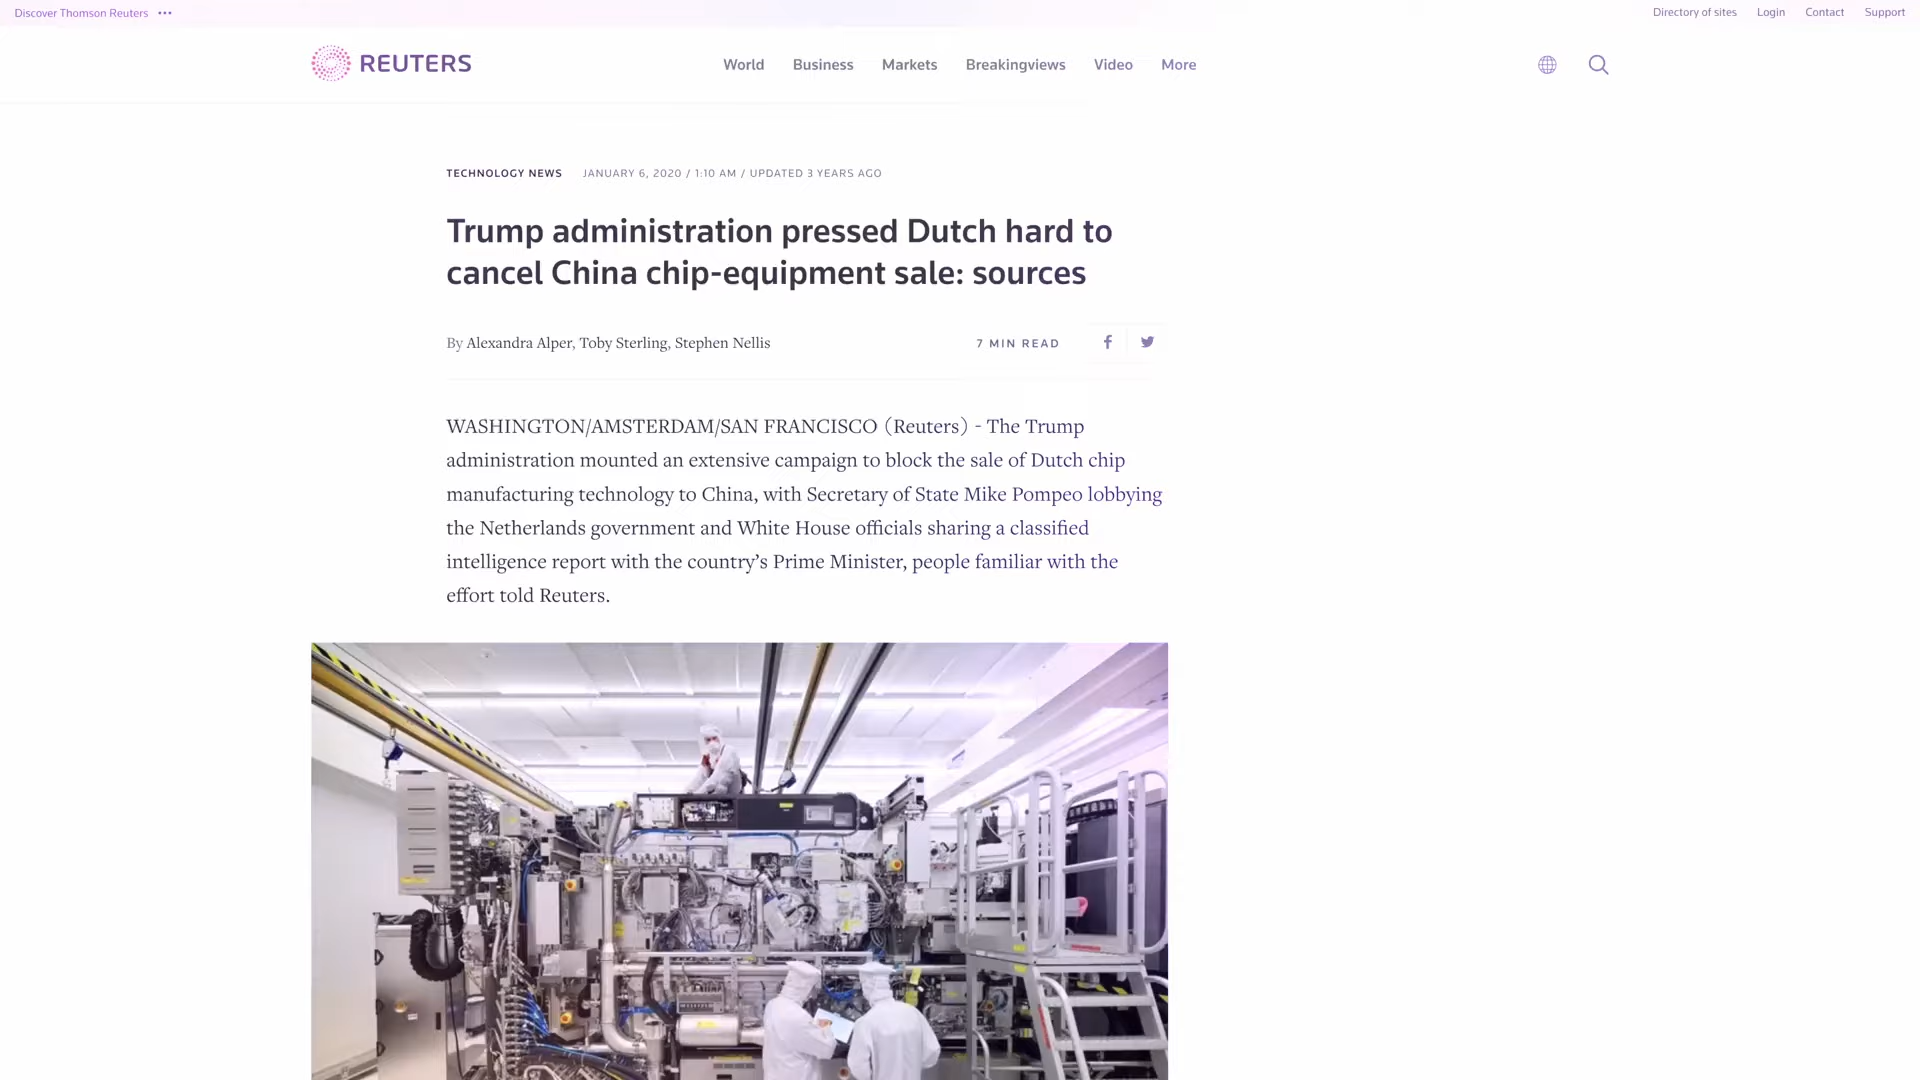 Discover Thomson Reuters
Directory of sites Login Contact Support
REUTERS
World Business Markets Breakingviews Video More
TECHNOLOGY NEWS JANUARY 6, 2020 / 1:10 AM / UPDATED 3 YEARS AGO
Trump administration pressed Dutch hard to
cancel China chip-equipment sale: sources
By Alexandra Alper, Toby Sterling, Stephen Nellis
7 MIN READ
WASHINGTON/AMSTERDAM/SAN FRANCISCO (Reuters) - The Trump
administration mounted an extensive campaign to block the sale of Dutch chip
manufacturing technology to China, with Secretary of State Mike Pompeo lobbying
the Netherlands government and White House officials sharing a classified
intelligence report with the country’s Prime Minister, people familiar with the
effort told Reuters.